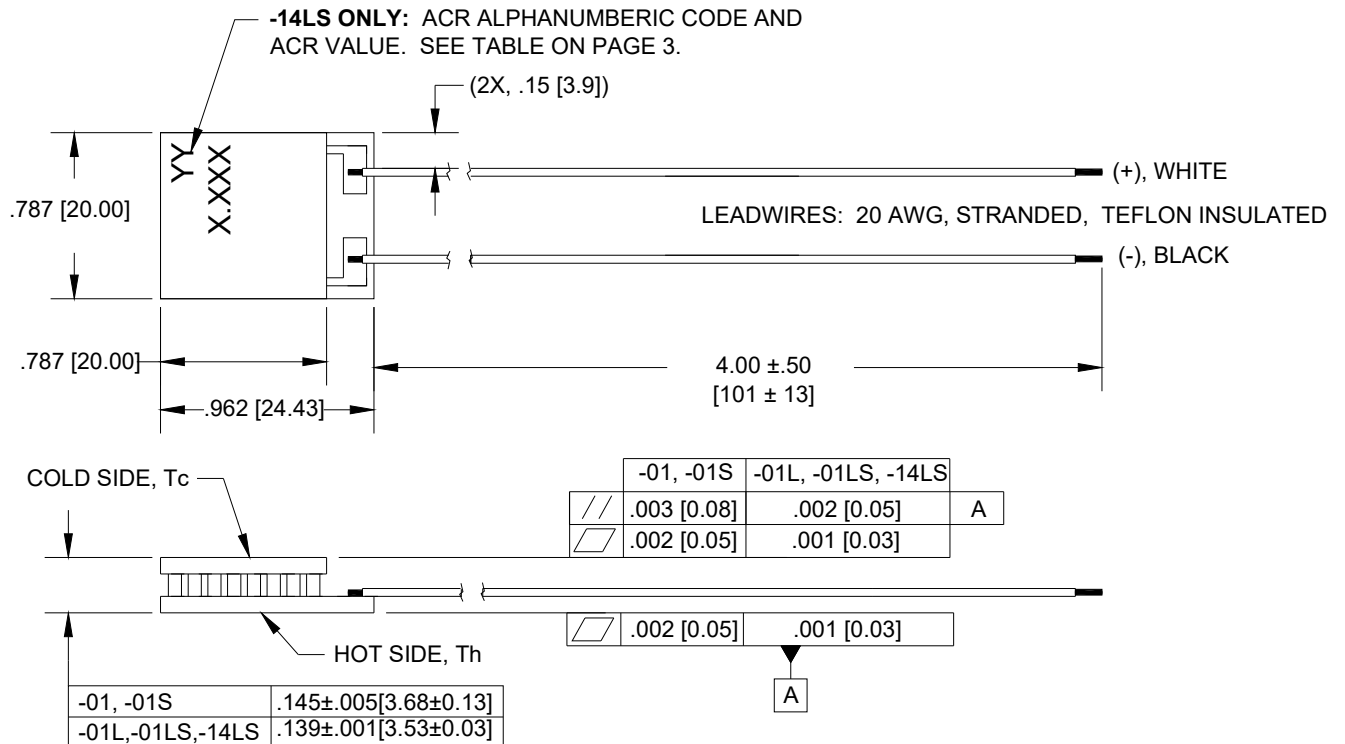 -14LS ONLY: ACR ALPHANUMBERIC CODE AND
ACR VALUE. SEE TABLE ON PAGE 3.
(2X, .15 [3.9])
YY
X.XXX
(+), WHITE
.787 [20.00]
LEADWIRES: 20 AWG, STRANDED, TEFLON INSULATED
(-), BLACK
.787 [20.00]
4.00 ±.50
[101 ± 13]
.962 [24.43]
COLD SIDE, Tc
-01, -01S -01L, -01LS, -14LS
// .003 [0.08] .002 [0.05] A
.002 [0.05] .001 [0.03]
.002 [0.05] .001 [0.03]
HOT SIDE, Th
A
-01, -01S .145±.005[3.68±0.13]
-01L,-01LS,-14LS .139±.001[3.53±0.03]